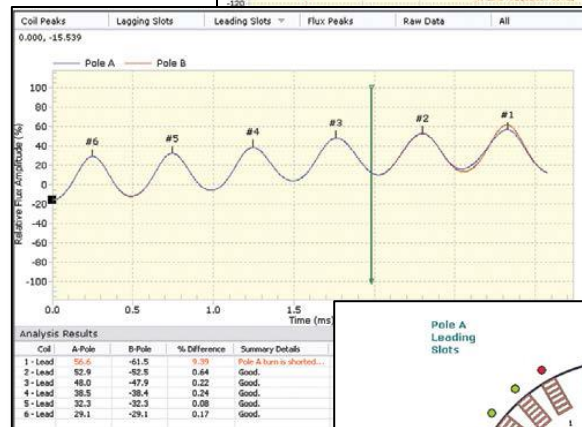 -120
Coil Peaks Lagging Slots Leading Slots Flux Peaks Raw Data All
0.000, -15.539
Pole A Pole B
Relative Flux Amplitude (%)
100
80
60
40
20
0
-20
-40
-60
-80
-100
#6 #5 #4 #3 #2 #1
0.0 0.5 1.0 1.5
Time (ms)
Analysis Results
Coil A-Pole B-Pole % Difference Summary Details
1 - Lead 56.6 -61.5 9.39 Pole A turn is shorted...
2 - Lead 52.9 -52.5 0.64 Good.
3 - Lead 48.0 -47.9 0.22 Good.
4 - Lead 38.5 -38.4 0.24 Good.
5 - Lead 32.3 -32.3 0.08 Good.
6 - Lead 29.1 -29.1 0.17 Good.
Pole A
Leading
Slots
1